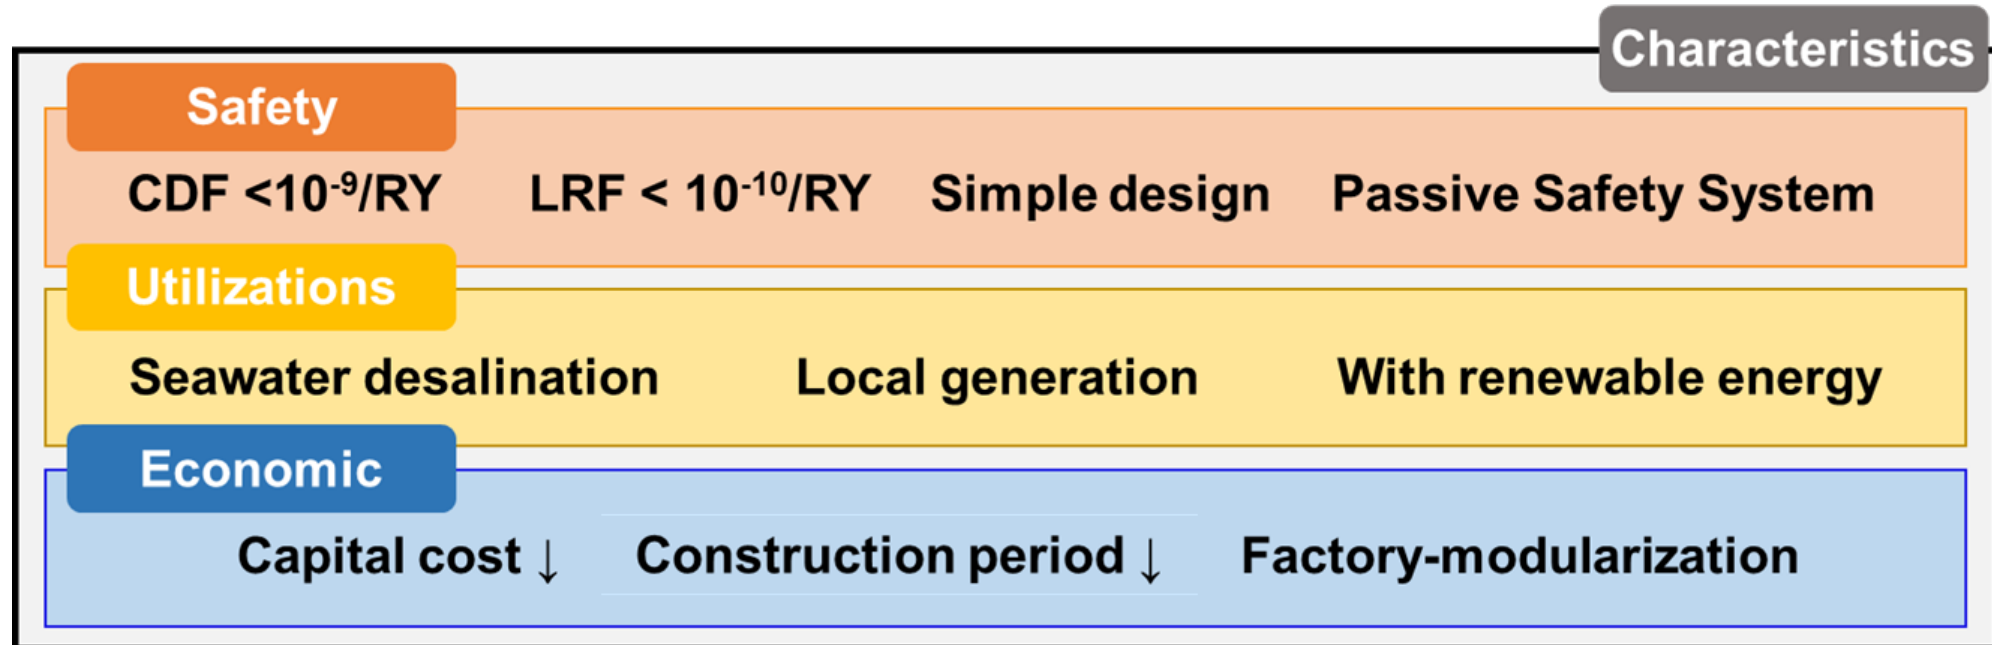 Characteristics
Safety
CDF <10⁻⁹/RY LRF < 10⁻¹⁰/RY Simple design Passive Safety System
Utilizations
Seawater desalination Local generation With renewable energy
Economic
Capital cost ↓ Construction period ↓ Factory-modularization